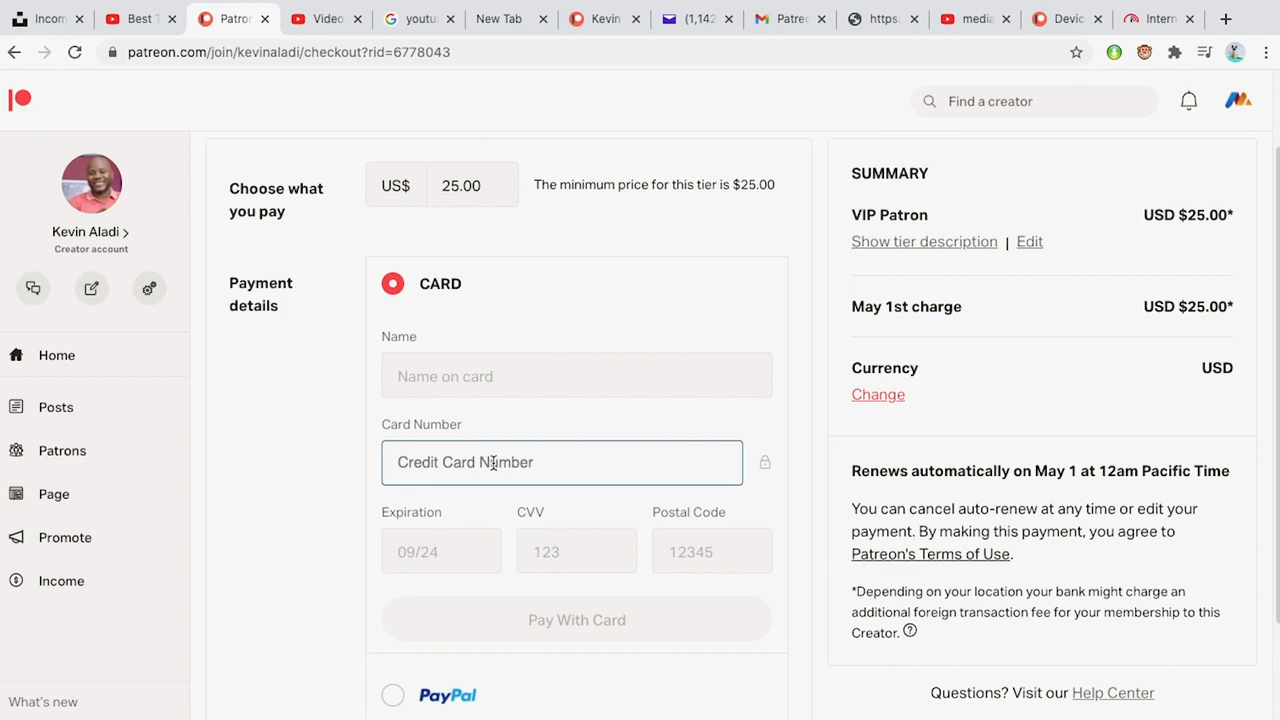 Incom
Best T
Patron
Video
youtu
New Tab
Kevin
(1,142
Patre
https:
media
Devic
Intern
patreon.com/join/kevinaladi/checkout?rid=6778043
Find a creator
Kevin Aladi
Creator account
Home
Posts
Patrons
Page
Promote
Income
What's new
Choose what
you pay
US$ 25.00
The minimum price for this tier is $25.00
Payment
details
CARD
Name
Name on card
Card Number
Credit Card Number
Expiration CVV Postal Code
09/24 123 12345
Pay With Card
PayPal
SUMMARY
VIP Patron USD $25.00*
Show tier description | Edit
May 1st charge USD $25.00*
Currency USD
Change
Renews automatically on May 1 at 12am Pacific Time
You can cancel auto-renew at any time or edit your
payment. By making this payment, you agree to
Patreon's Terms of Use.
*Depending on your location your bank might charge an
additional foreign transaction fee for your membership to this
Creator. ?
Questions? Visit our Help Center